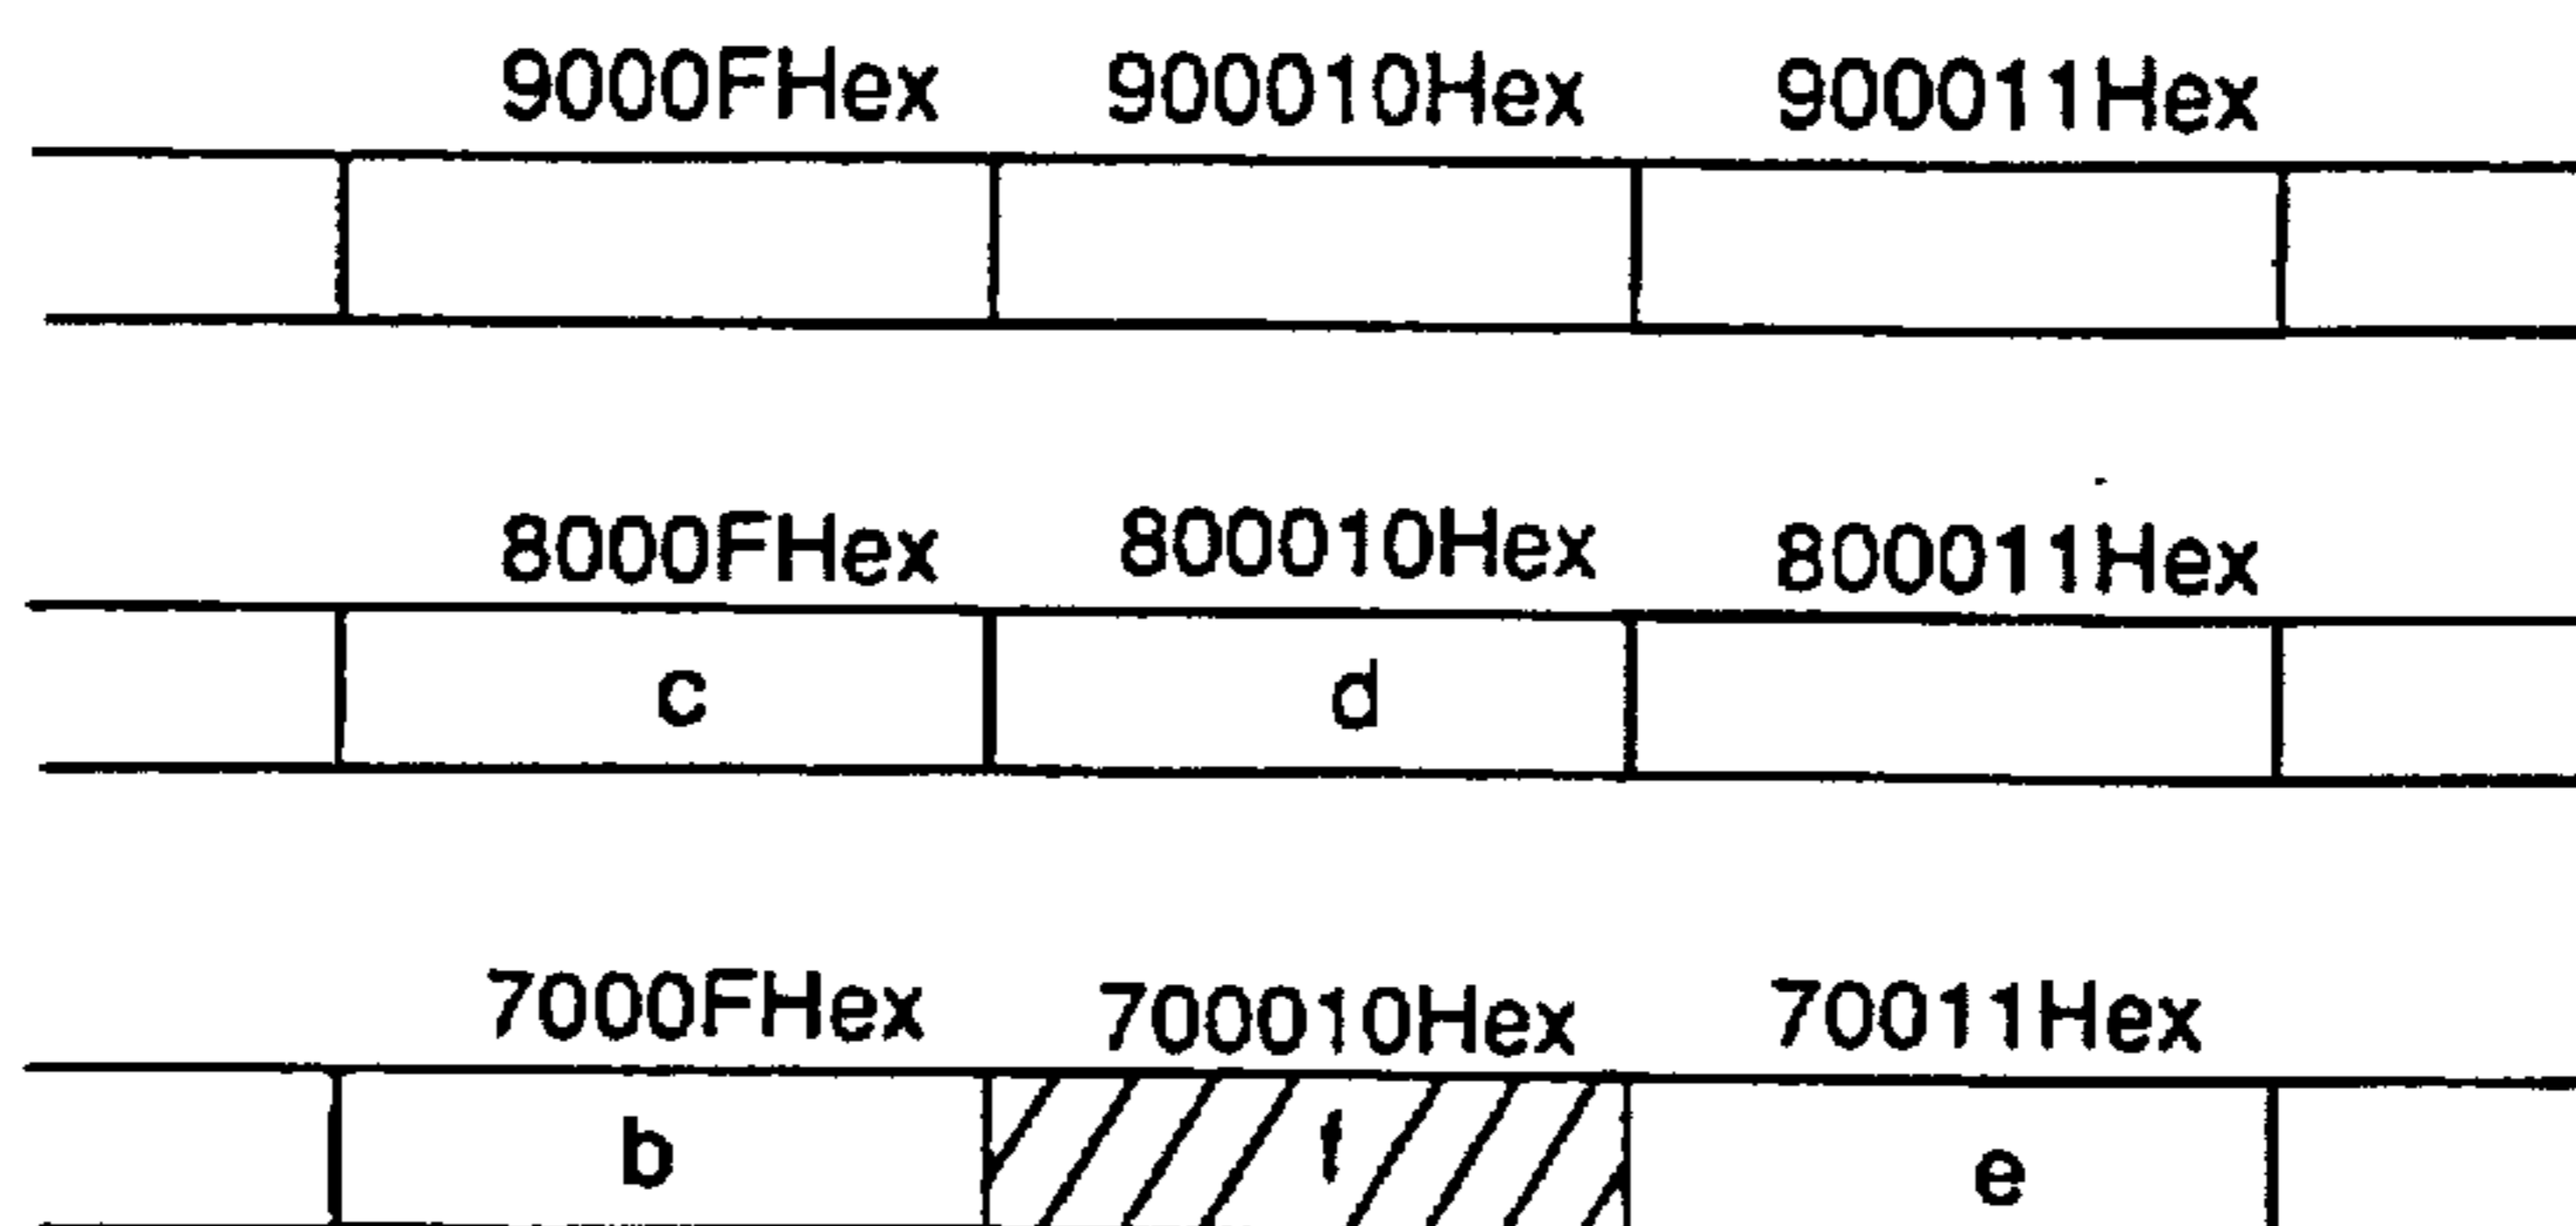 9000FHex 900010Hex 900011Hex
8000FHex 800010Hex 800011Hex
c d
7000FHex 700010Hex 70011Hex
b f e